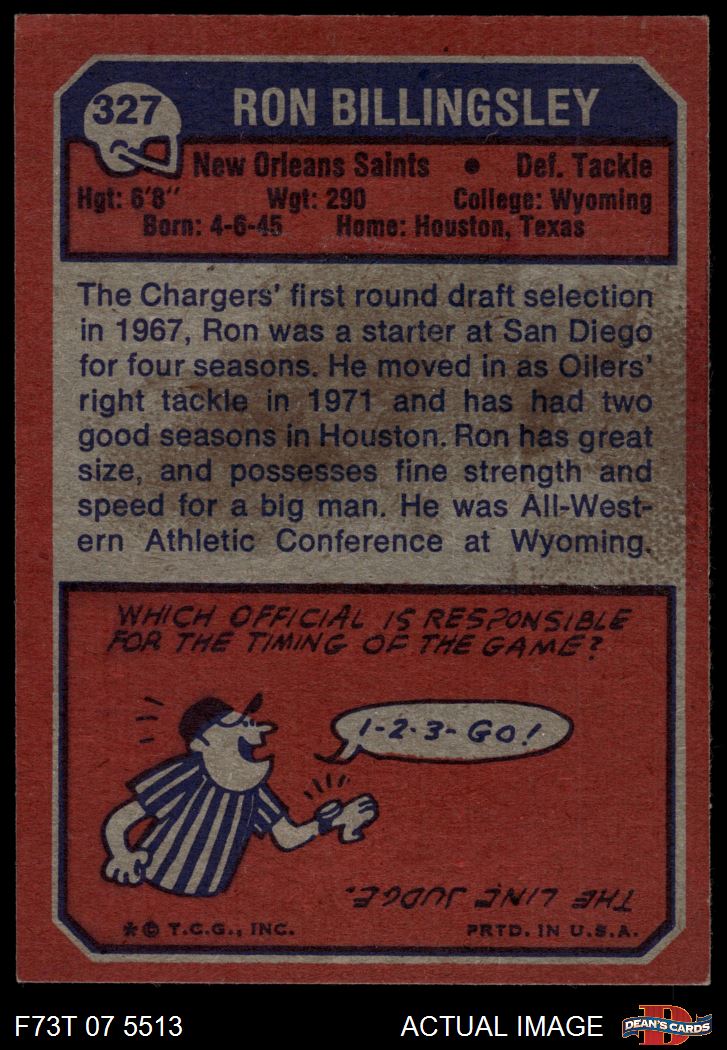 327
RON BILLINGSLEY
New Orleans Saints • Def. Tackle
Hgt: 6'8" Wgt: 290 College: Wyoming
Born: 4-6-45 Home: Houston, Texas
The Chargers' first round draft selection
in 1967, Ron was a starter at San Diego
for four seasons. He moved in as Oilers'
right tackle in 1971 and has had two
good seasons in Houston. Ron has great
size, and possesses fine strength and
speed for a big man. He was All-West-
ern Athletic Conference at Wyoming.
WHICH OFFICIAL IS RESPONSIBLE
FOR THE TIMING OF THE GAME?
1-2-3-GO!
THE LINE JUDGE.
*© T.C.G., INC. PRTD. IN U.S.A.
F73T 07 5513 ACTUAL IMAGE
D
DEAN'S CARDS